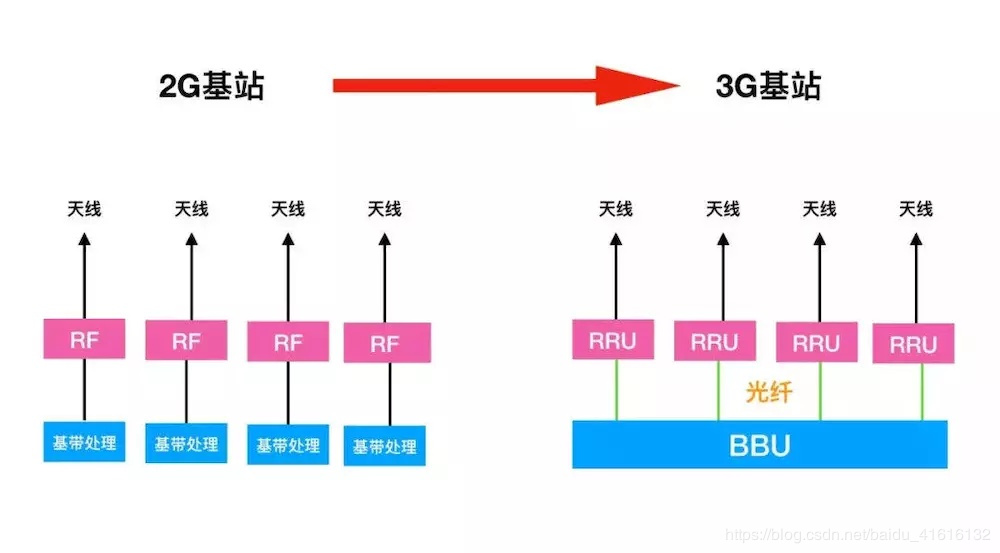 2G基站 3G基站
天线 天线 天线 天线 天线 天线 天线 天线
RF RF RF RF RRU RRU RRU RRU
光纤
基带处理 基带处理 基带处理 基带处理 BBU
https://blog.csdn.net/baidu_41616132